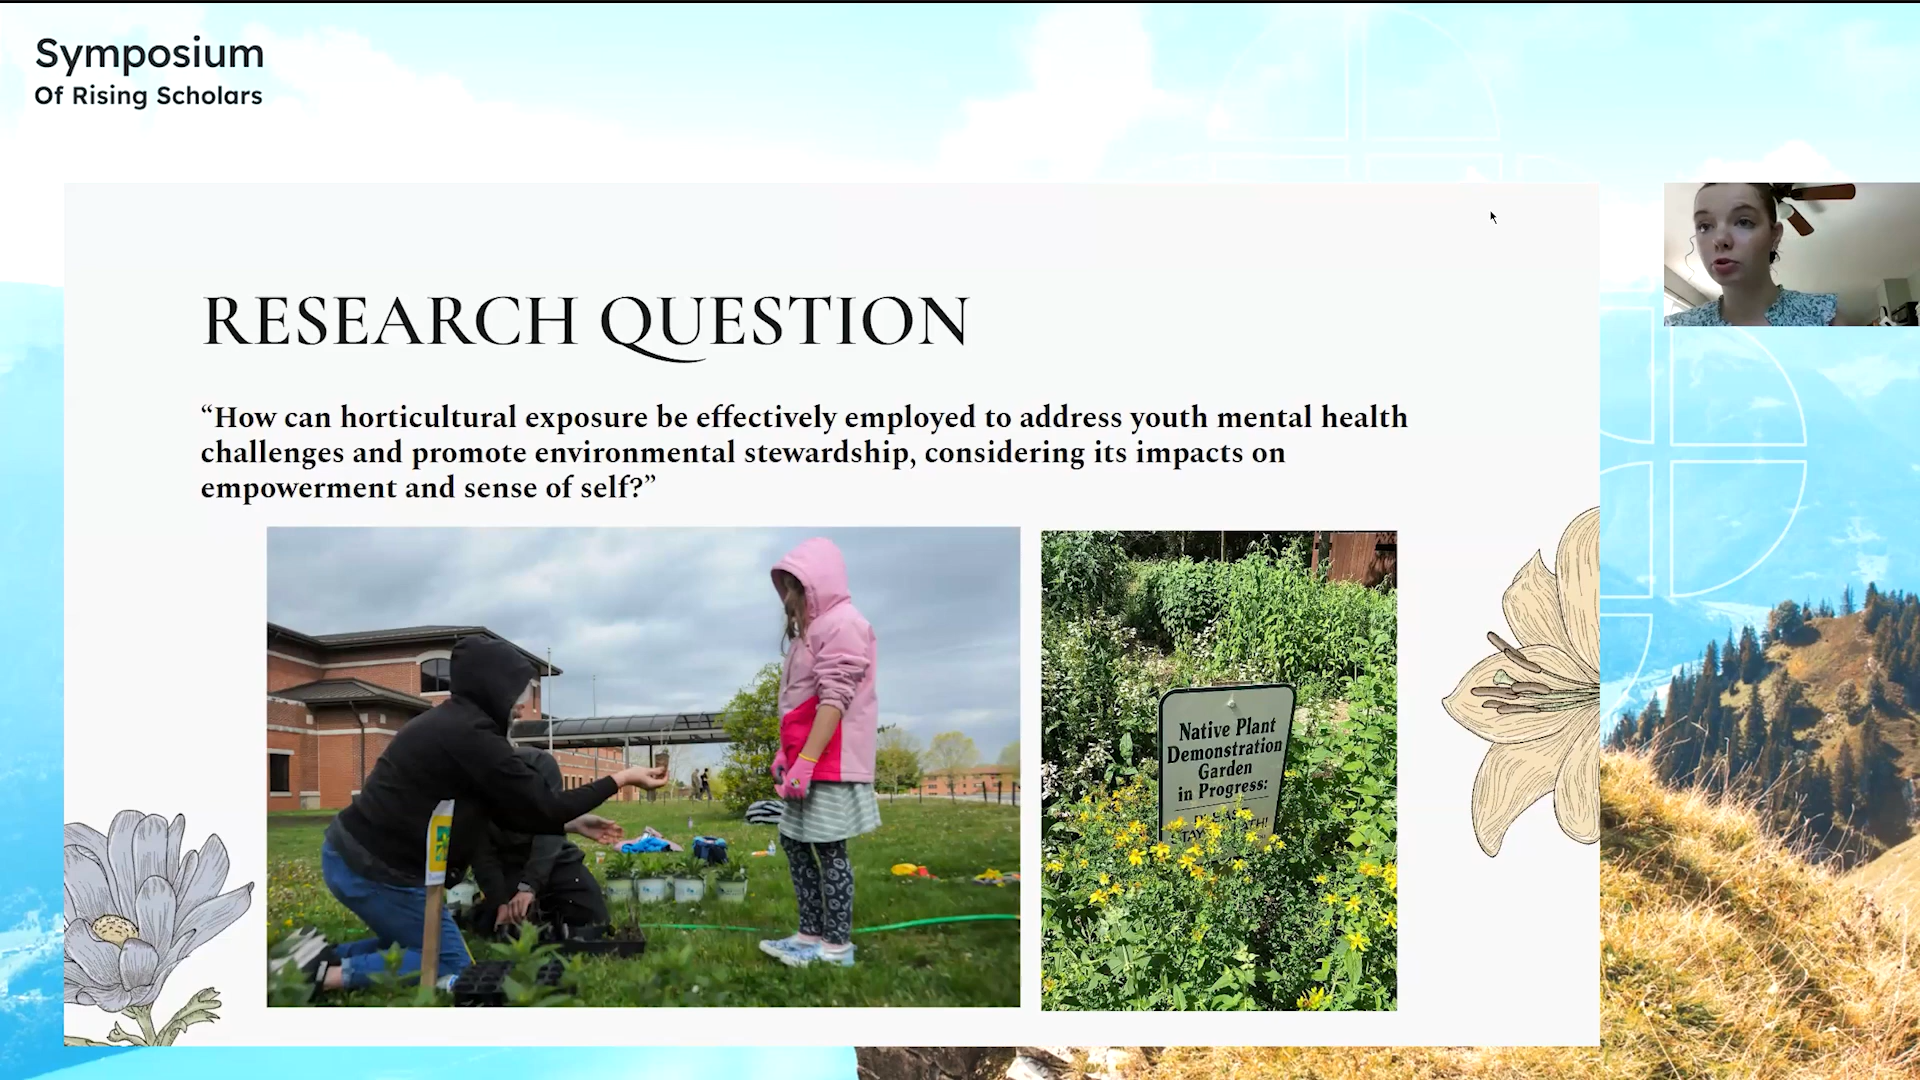 Symposium
Of Rising Scholars
RESEARCH QUESTION
“How can horticultural exposure be effectively employed to address youth mental health
challenges and promote environmental stewardship, considering its impacts on
empowerment and sense of self?”
Native Plant
Demonstration
Garden
in Progress: